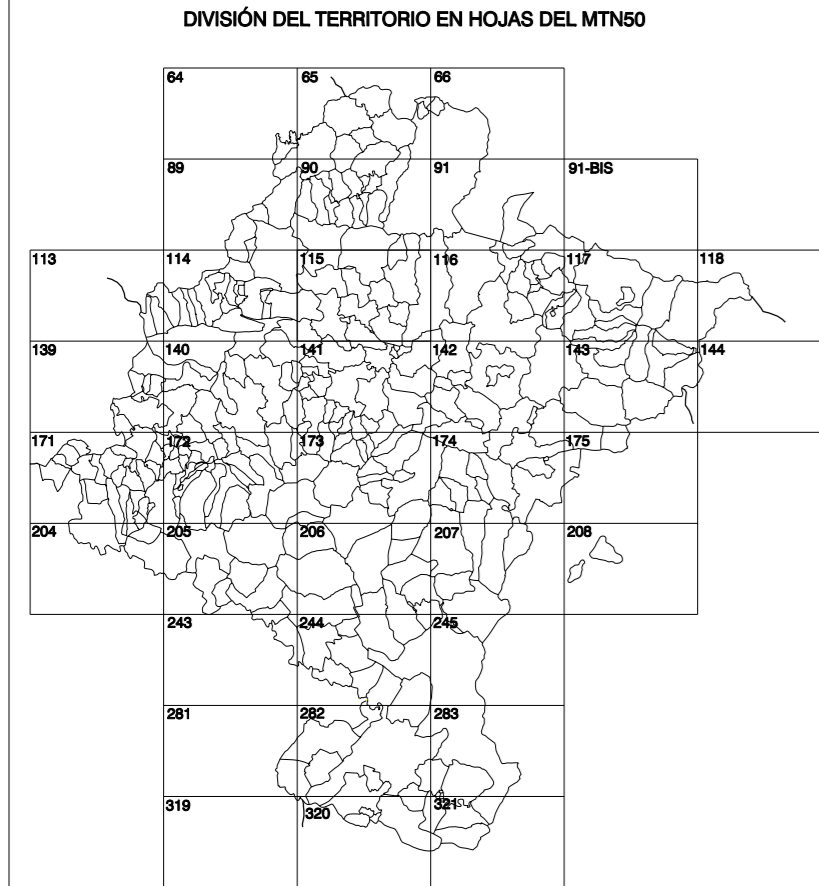 DIVISIÓN DEL TERRITORIO EN HOJAS DEL MTN50
64 65 66
89 90 91 91-BIS
113 114 115 116 117 118
139 140 141 142 143 144
171 172 173 174 175
204 205 206 207 208
243 244 245
281 282 283
319 320 321